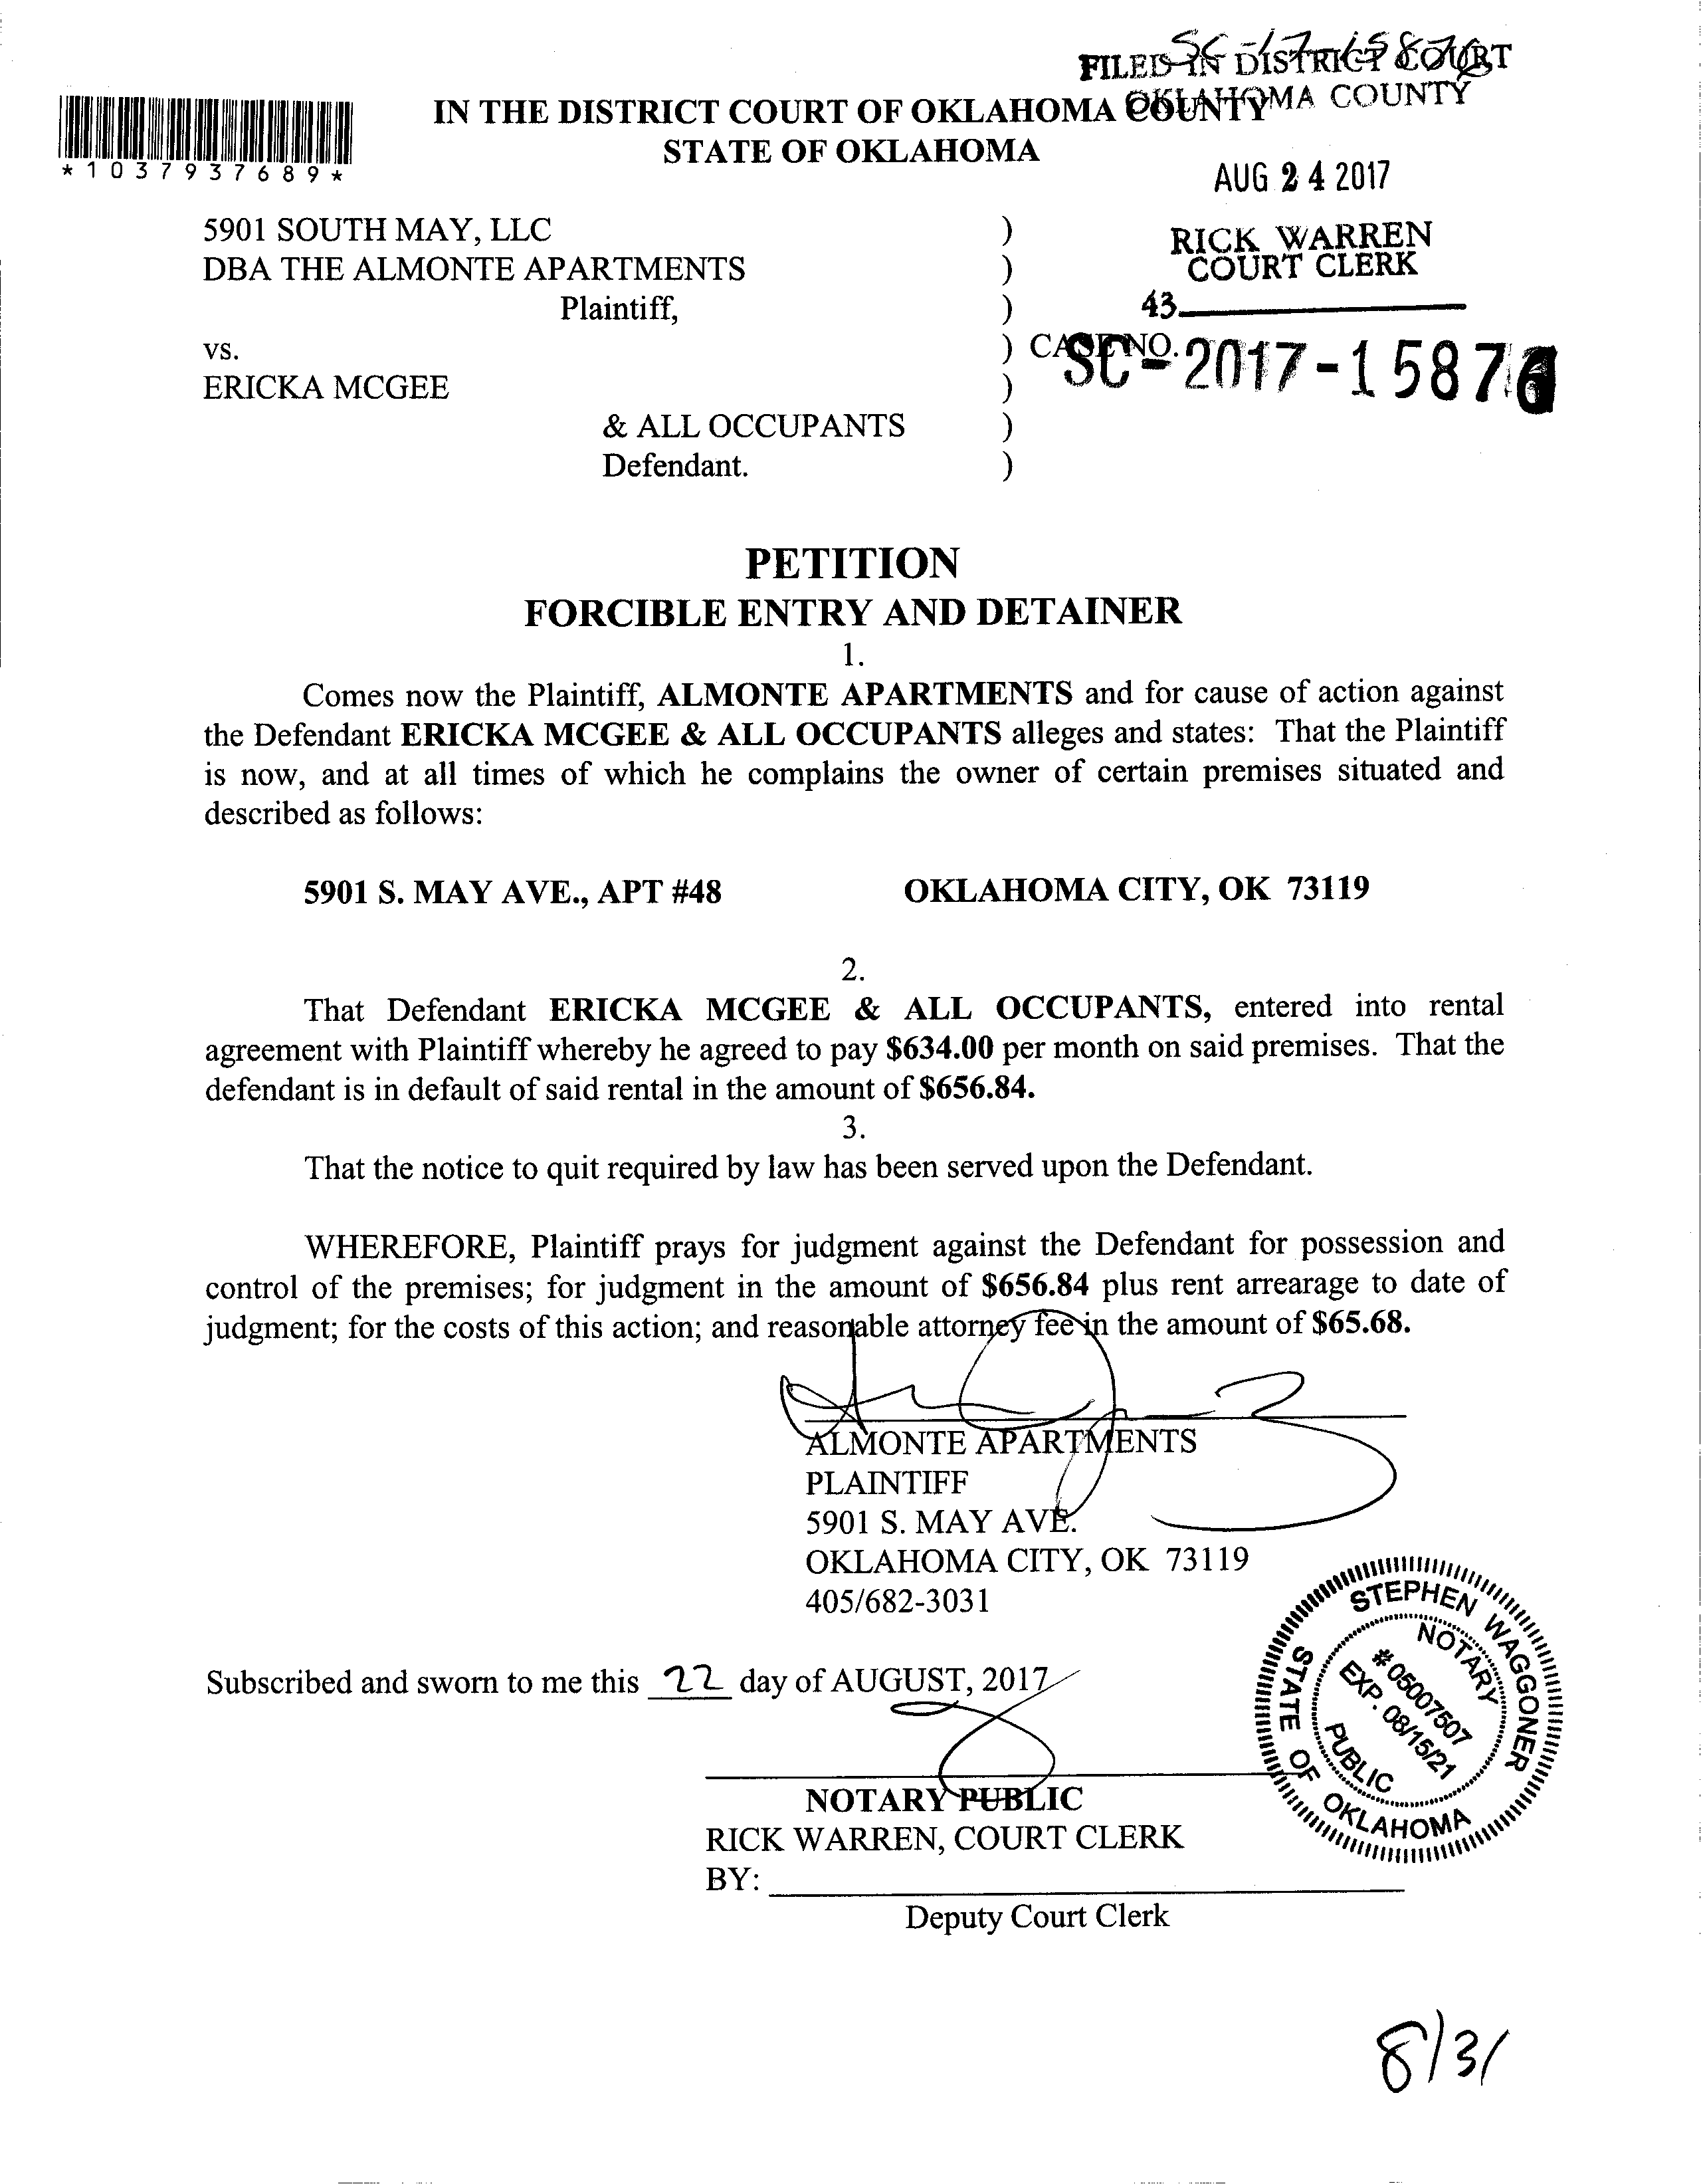 SC-17-15876
FILED IN DISTRICT COURT
OKLAHOMA COUNTY
IN THE DISTRICT COURT OF OKLAHOMA COUNTY
STATE OF OKLAHOMA
*1037937689*
AUG 24 2017
5901 SOUTH MAY, LLC )
DBA THE ALMONTE APARTMENTS )
Plaintiff, )
RICK WARREN
COURT CLERK
43
vs. ) CASE NO. SC-2017-15876
ERICKA MCGEE )
& ALL OCCUPANTS )
Defendant. )
PETITION
FORCIBLE ENTRY AND DETAINER
1.
Comes now the Plaintiff, ALMONTE APARTMENTS and for cause of action against
the Defendant ERICKA MCGEE & ALL OCCUPANTS alleges and states: That the Plaintiff
is now, and at all times of which he complains the owner of certain premises situated and
described as follows:
5901 S. MAY AVE., APT #48 OKLAHOMA CITY, OK 73119
2.
That Defendant ERICKA MCGEE & ALL OCCUPANTS, entered into rental
agreement with Plaintiff whereby he agreed to pay $634.00 per month on said premises. That the
defendant is in default of said rental in the amount of $656.84.
3.
That the notice to quit required by law has been served upon the Defendant.
WHEREFORE, Plaintiff prays for judgment against the Defendant for possession and
control of the premises; for judgment in the amount of $656.84 plus rent arrearage to date of
judgment; for the costs of this action; and reasonable attorney fee in the amount of $65.68.
ALMONTE APARTMENTS
PLAINTIFF
5901 S. MAY AVE.
OKLAHOMA CITY, OK 73119
405/682-3031
Subscribed and sworn to me this 22 day of AUGUST, 2017
NOTARY PUBLIC
RICK WARREN, COURT CLERK
BY:
Deputy Court Clerk
STEPHEN WAGGONER
NOTARY
# 05007507
EXP. 08/15/21
PUBLIC
STATE OF OKLAHOMA
8/31